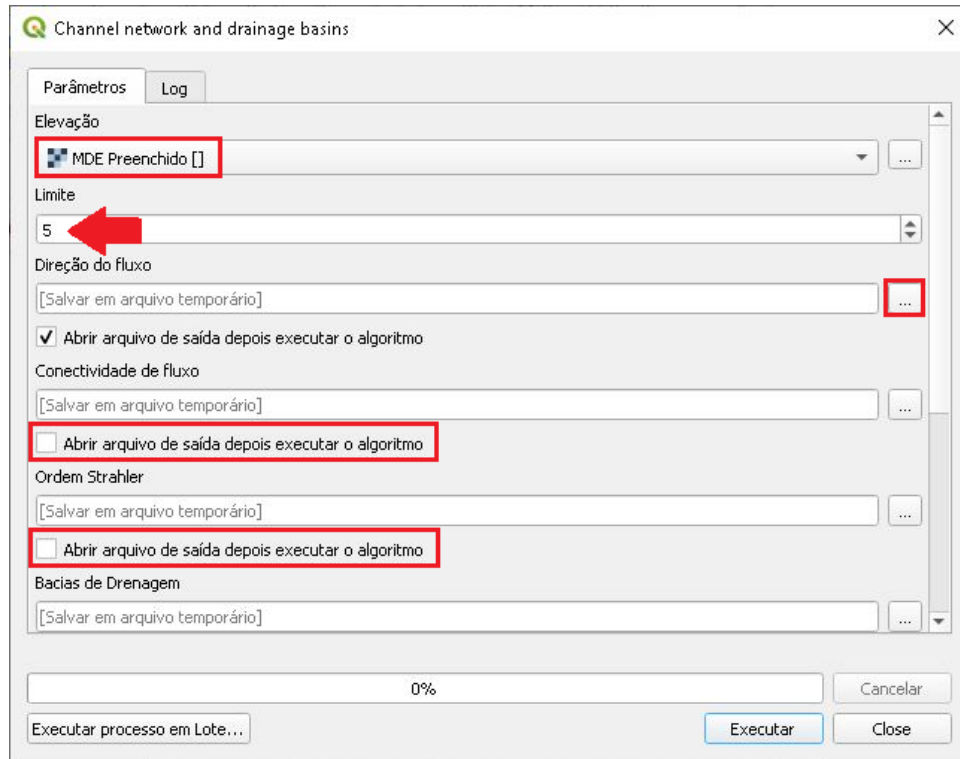 Channel network and drainage basins
Parâmetros
Log
Elevação
MDE Preenchido []
...
Limite
5
Direção do fluxo
[Salvar em arquivo temporário]
...
Abrir arquivo de saída depois executar o algoritmo
Conectividade de fluxo
[Salvar em arquivo temporário]
...
Abrir arquivo de saída depois executar o algoritmo
Ordem Strahler
[Salvar em arquivo temporário]
...
Abrir arquivo de saída depois executar o algoritmo
Bacias de Drenagem
[Salvar em arquivo temporário]
...
0%
Cancelar
Executar processo em Lote...
Executar
Close